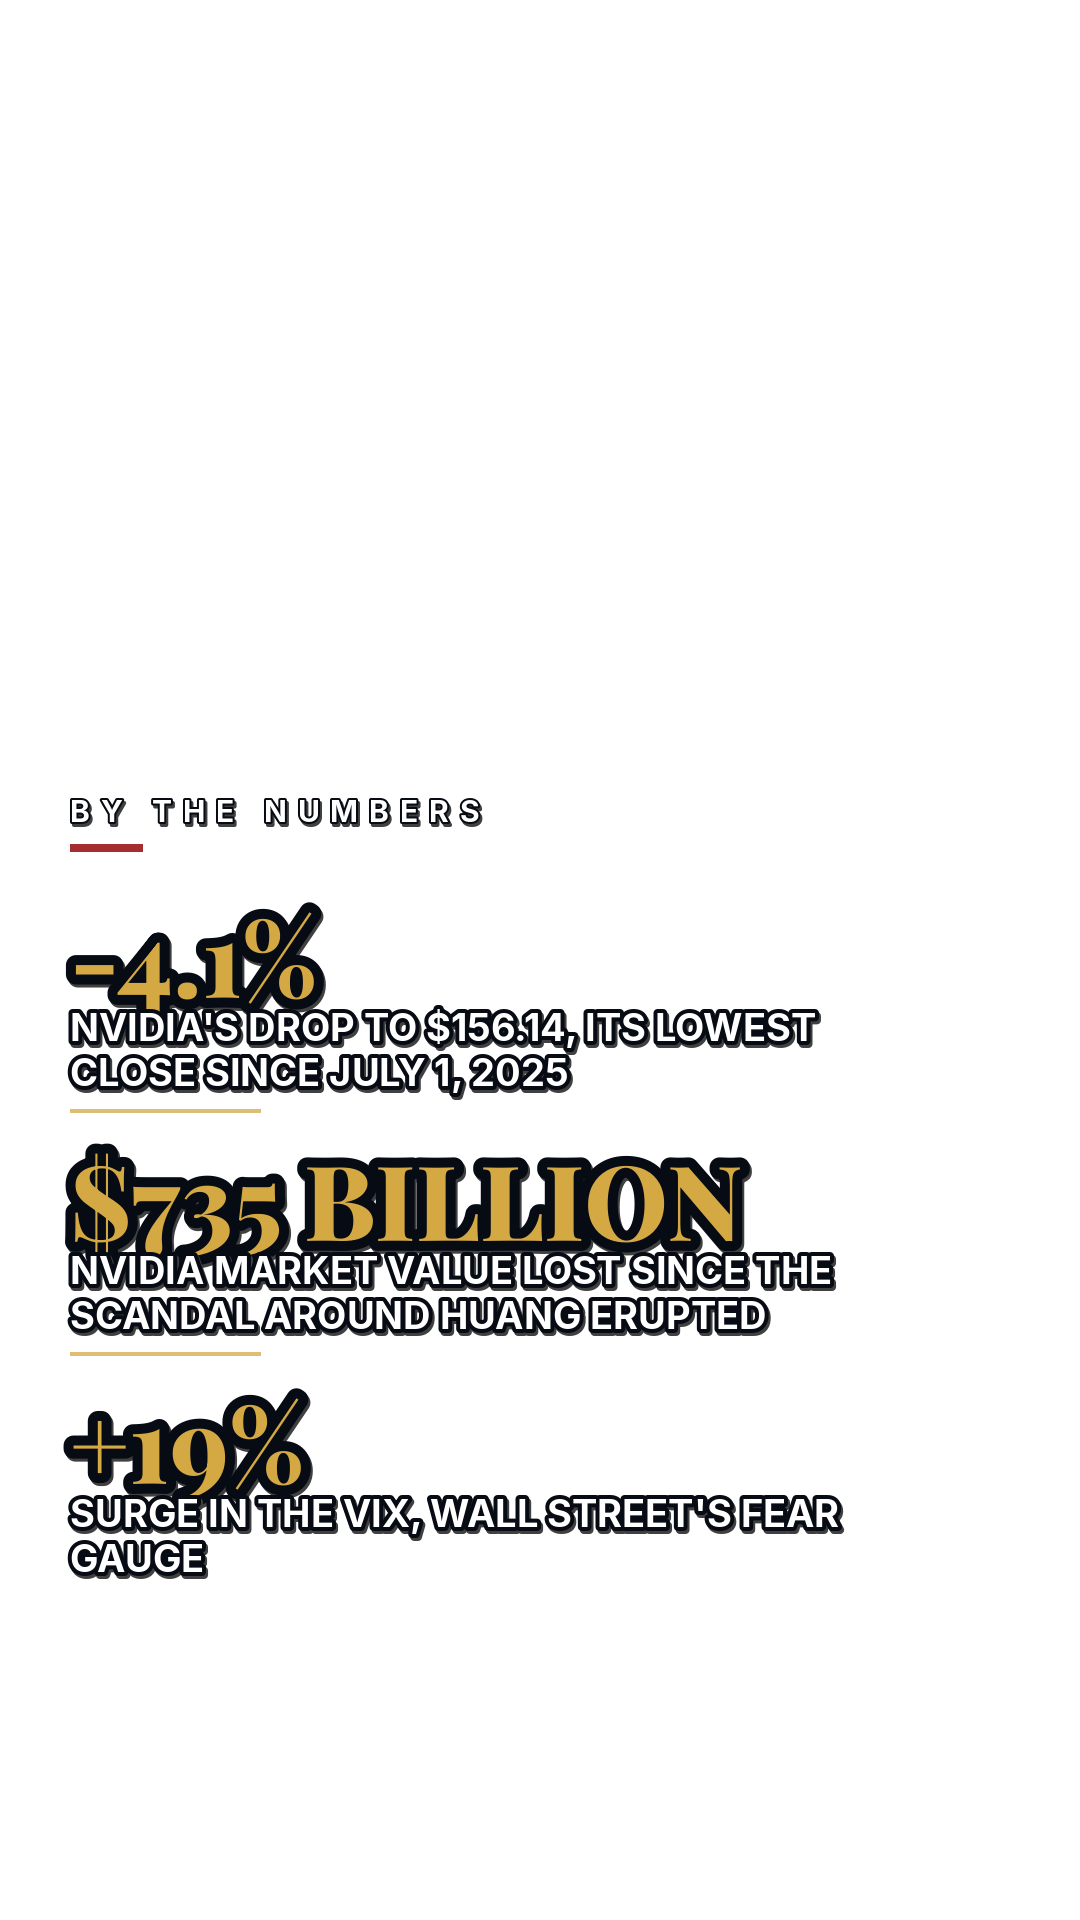 BY THE NUMBERS
-4.1%
NVIDIA'S DROP TO $156.14, ITS LOWEST
CLOSE SINCE JULY 1, 2025
$735 BILLION
NVIDIA MARKET VALUE LOST SINCE THE
SCANDAL AROUND HUANG ERUPTED
+19%
SURGE IN THE VIX, WALL STREET'S FEAR
GAUGE